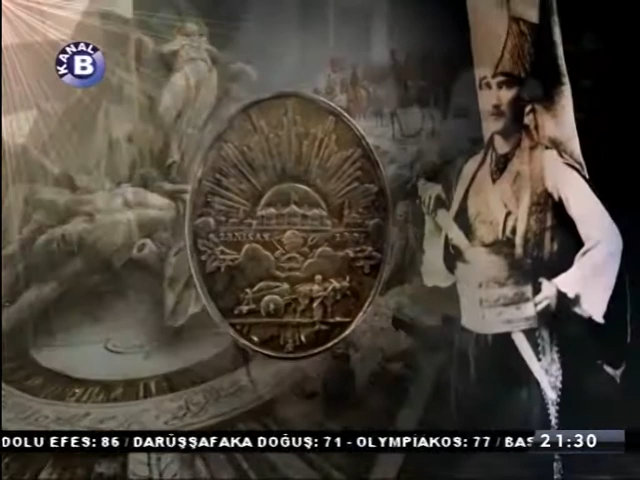 KANAL B
DOLU EFES: 86 / DARÜŞŞAFAKA DOĞUŞ: 71 - OLYMPIAKOS: 77 / BAS
21:30